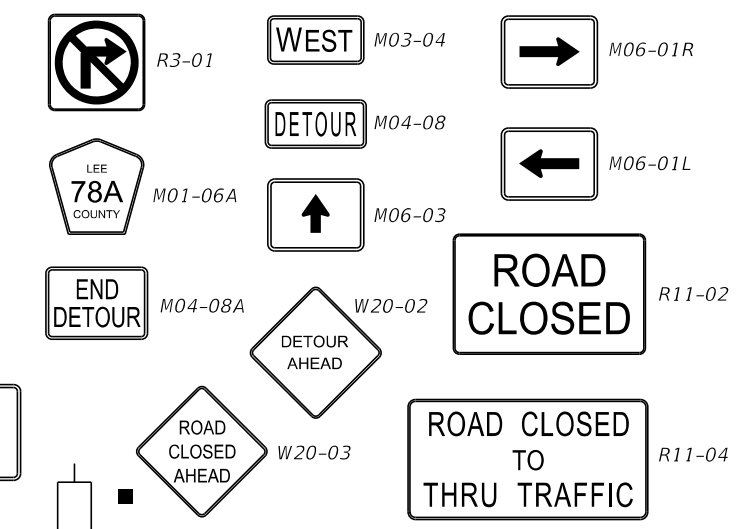 R3-01
WEST
M03-04
M06-01R
DETOUR
M04-08
LEE
78A
COUNTY
M01-06A
M06-01L
M06-03
END
DETOUR
M04-08A
DETOUR
AHEAD
W20-02
ROAD
CLOSED
R11-02
ROAD
CLOSED
AHEAD
W20-03
ROAD CLOSED
TO
THRU TRAFFIC
R11-04